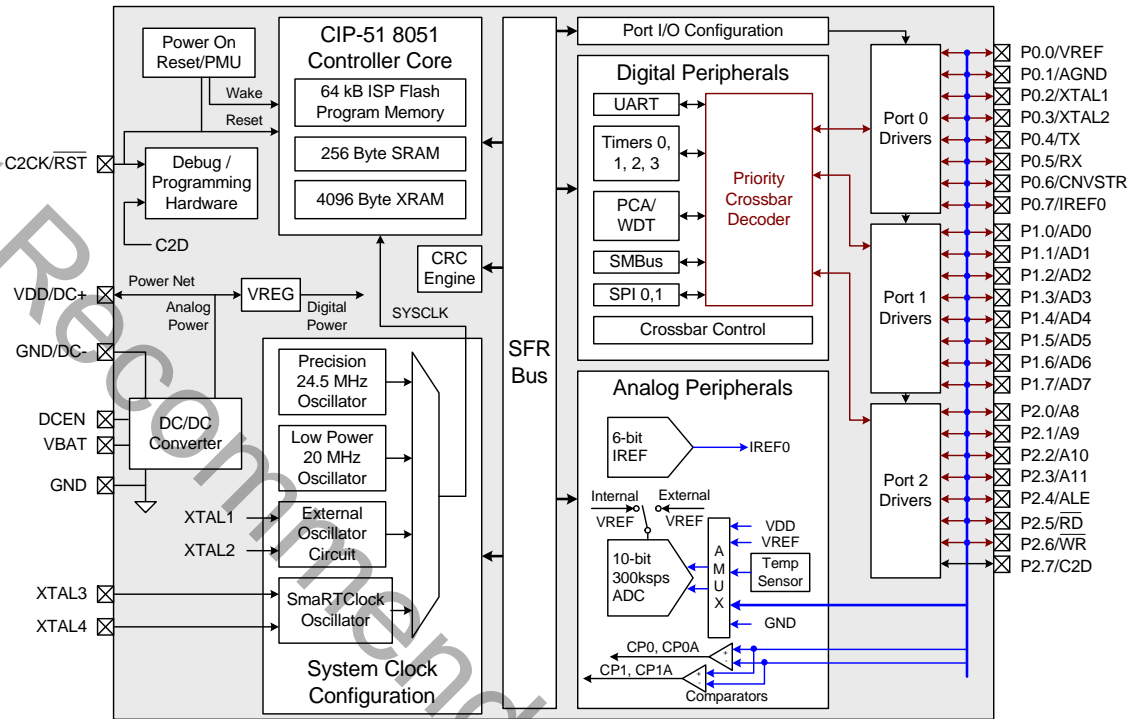 Power On
Reset/PMU
Wake
Reset
C2CK/RST
Debug /
Programming
Hardware
C2D
CIP-51 8051
Controller Core
64 kB ISP Flash
Program Memory
256 Byte SRAM
4096 Byte XRAM
CRC
Engine
Power Net
VDD/DC+
VREG
Analog
Power
Digital
Power
SYSCLK
GND/DC-
DCEN
VBAT
GND
DC/DC
Converter
Precision
24.5 MHz
Oscillator
Low Power
20 MHz
Oscillator
XTAL1
XTAL2
External
Oscillator
Circuit
XTAL3
XTAL4
SmaRTClock
Oscillator
System Clock
Configuration
SFR
Bus
Port I/O Configuration
Digital Peripherals
UART
Timers 0,
1, 2, 3
PCA/
WDT
SMBus
SPI 0,1
Priority
Crossbar
Decoder
Crossbar Control
Analog Peripherals
6-bit
IREF
IREF0
Internal
VREF
External
VREF
10-bit
300ksps
ADC
A
M
U
X
VDD
VREF
Temp
Sensor
GND
CP0, CP0A
CP1, CP1A
+
-
+
-
Comparators
Port 0
Drivers
Port 1
Drivers
Port 2
Drivers
P0.0/VREF
P0.1/AGND
P0.2/XTAL1
P0.3/XTAL2
P0.4/TX
P0.5/RX
P0.6/CNVSTR
P0.7/IREF0
P1.0/AD0
P1.1/AD1
P1.2/AD2
P1.3/AD3
P1.4/AD4
P1.5/AD5
P1.6/AD6
P1.7/AD7
P2.0/A8
P2.1/A9
P2.2/A10
P2.3/A11
P2.4/ALE
P2.5/RD
P2.6/WR
P2.7/C2D